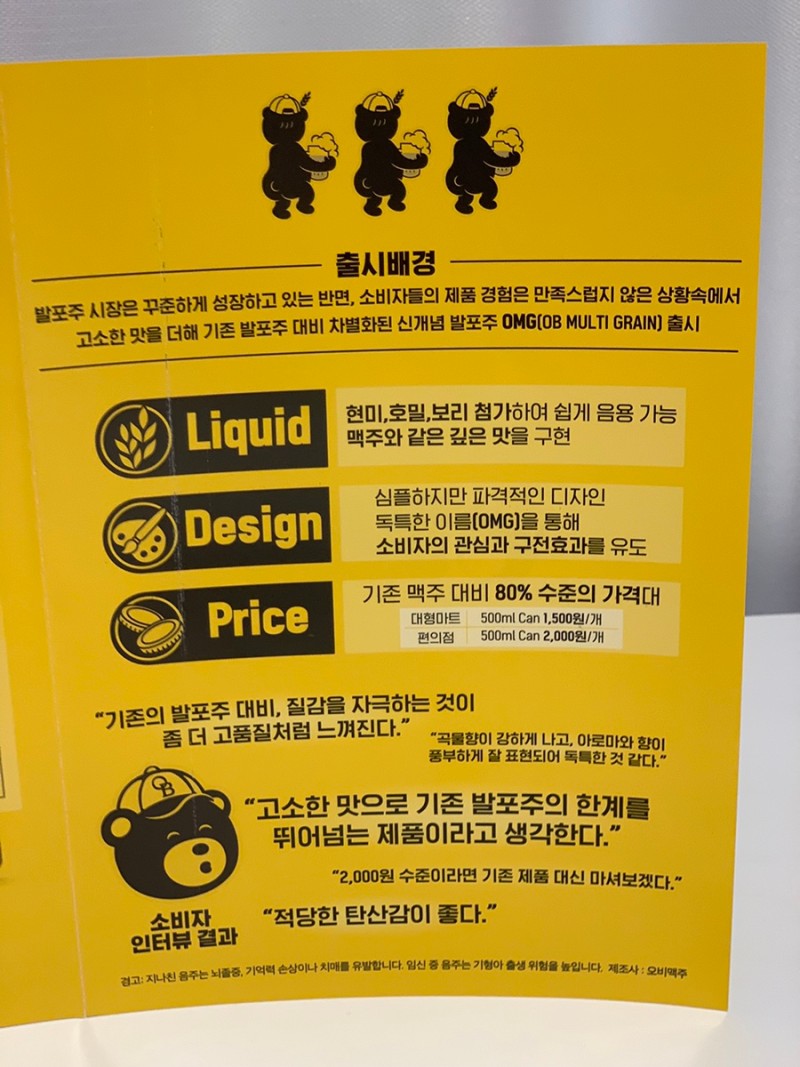 출시배경
발포주 시장은 꾸준하게 성장하고 있는 반면, 소비자들의 제품 경험은 만족스럽지 않은 상황속에서
고소한 맛을 더해 기존 발포주 대비 차별화된 신개념 발포주 OMG(OB MULTI GRAIN) 출시
Liquid
현미,호밀,보리 첨가하여 쉽게 음용 가능
맥주와 같은 깊은 맛을 구현
Design
심플하지만 파격적인 디자인
독특한 이름(OMG)을 통해
소비자의 관심과 구전효과를 유도
Price
기존 맥주 대비 80% 수준의 가격대
대형마트 500ml Can 1,500원/개
편의점 500ml Can 2,000원/개
“기존의 발포주 대비, 질감을 자극하는 것이
좀 더 고품질처럼 느껴진다.”
“곡물향이 강하게 나고, 아로마와 향이
풍부하게 잘 표현되어 독특한 것 같다.”
OB
“고소한 맛으로 기존 발포주의 한계를
뛰어넘는 제품이라고 생각한다.”
“2,000원 수준이라면 기존 제품 대신 마셔보겠다.”
소비자
인터뷰 결과
“적당한 탄산감이 좋다.”
경고: 지나친 음주는 뇌졸중, 기억력 손상이나 치매를 유발합니다. 임신 중 음주는 기형아 출생 위험을 높입니다. 제조사 : 오비맥주